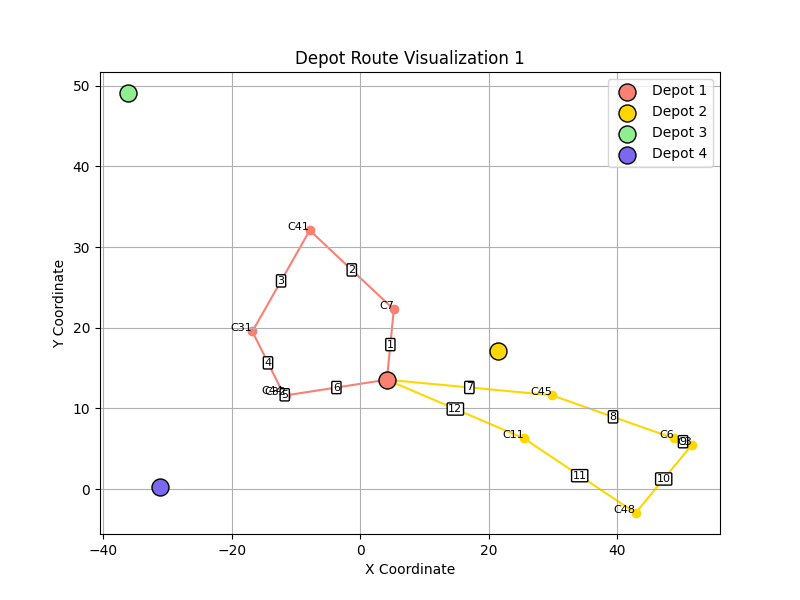 Depot Route Visualization 1
Depot 1
Depot 2
Depot 3
Depot 4
Y Coordinate
50
40
30
20
10
0
C41
2
3
C7
C31
1
4
5
6
7
C45
8
12
C11
C6
9
11
10
C48
−40
−20
0
20
40
X Coordinate